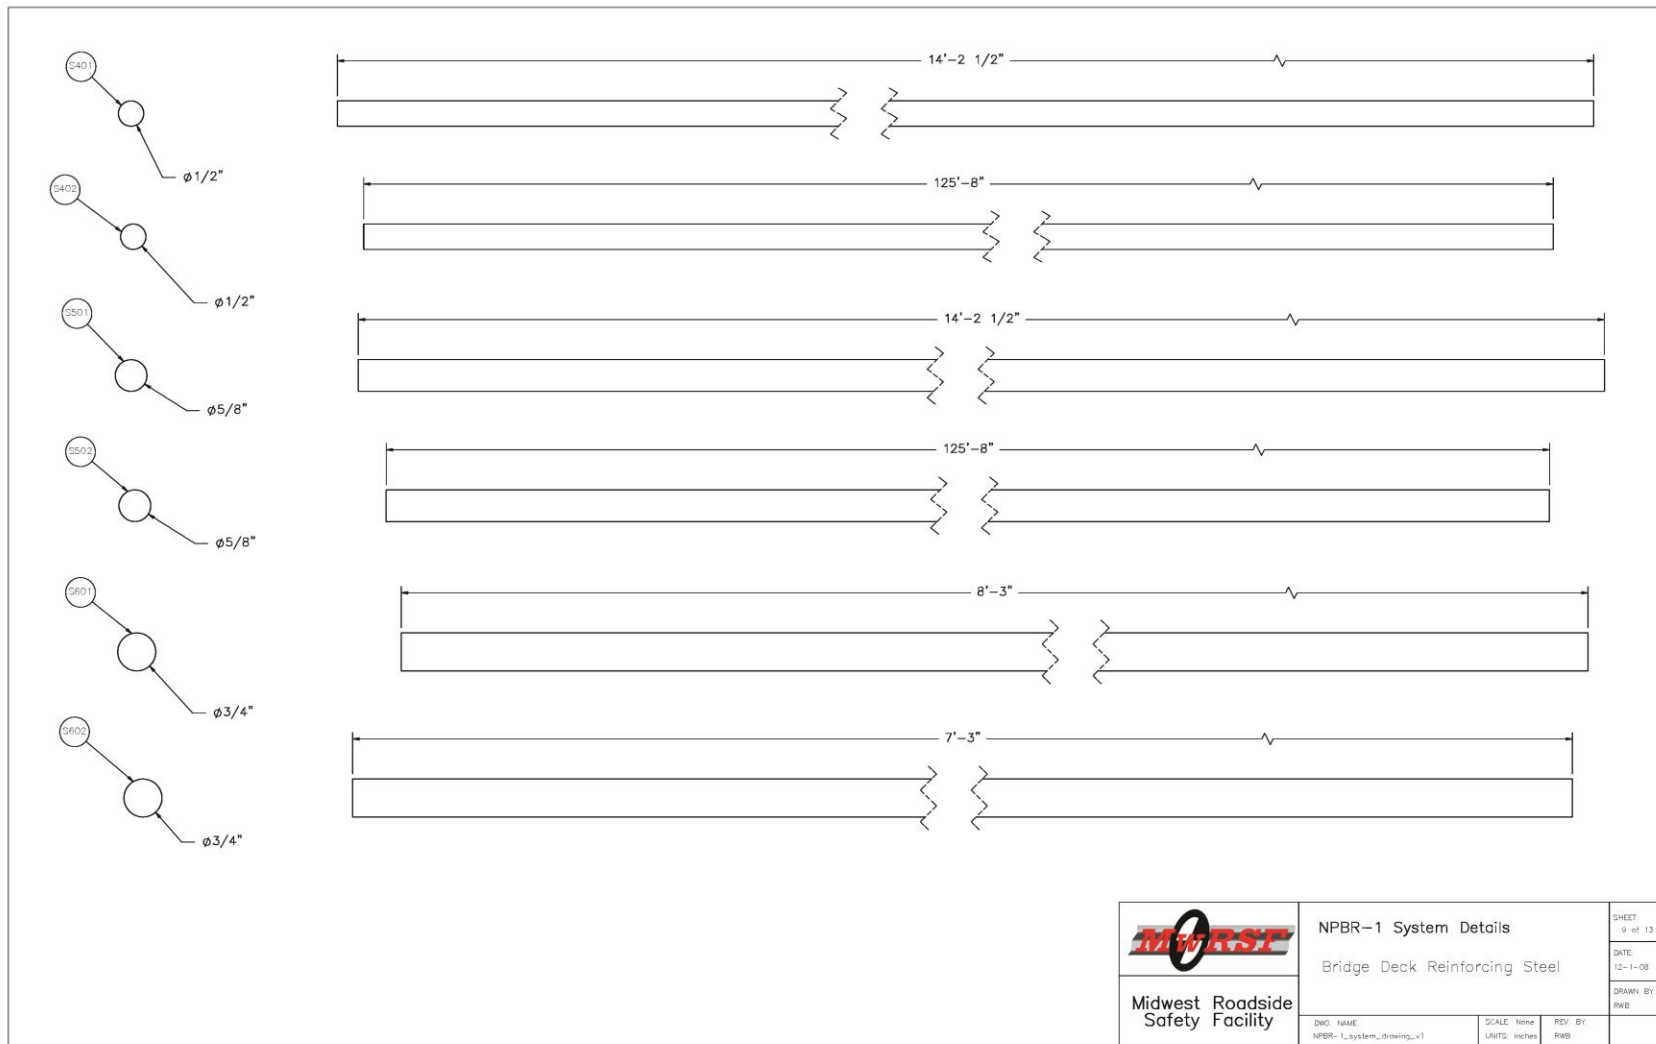 S401
14'-2 1/2"
ø1/2"
S402
125'-8"
ø1/2"
S501
14'-2 1/2"
ø5/8"
S502
125'-8"
ø5/8"
S601
8'-3"
ø3/4"
S602
7'-3"
ø3/4"
MwRSF
Midwest Roadside
Safety Facility
NPBR-1 System Details
Bridge Deck Reinforcing Steel
DWG. NAME:
NPBR-1_system_drawing_v1
SCALE: None
UNITS: Inches
REV. BY:
RWB
SHEET:
9 of 13
DATE:
12-1-08
DRAWN BY:
RWB